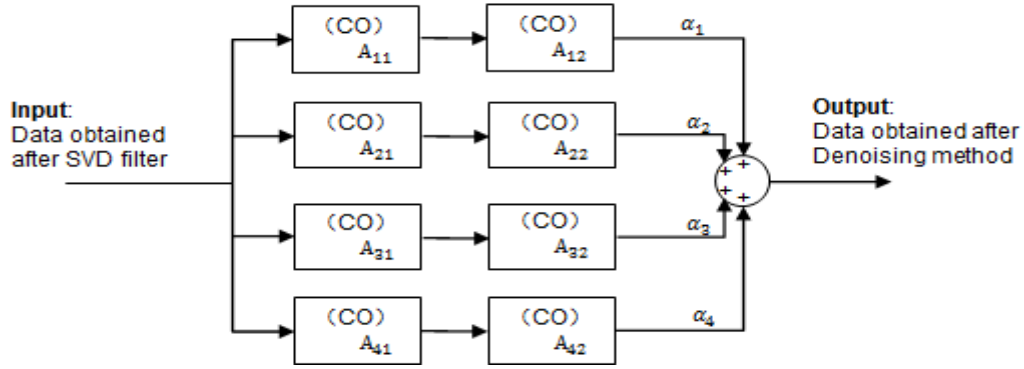 (CO)
A₁₁
(CO)
A₁₂
α₁
Input:
Data obtained
after SVD filter
(CO)
A₂₁
(CO)
A₂₂
α₂
Output:
Data obtained after
Denoising method
+
+
+
+
(CO)
A₃₁
(CO)
A₃₂
α₃
(CO)
A₄₁
(CO)
A₄₂
α₄